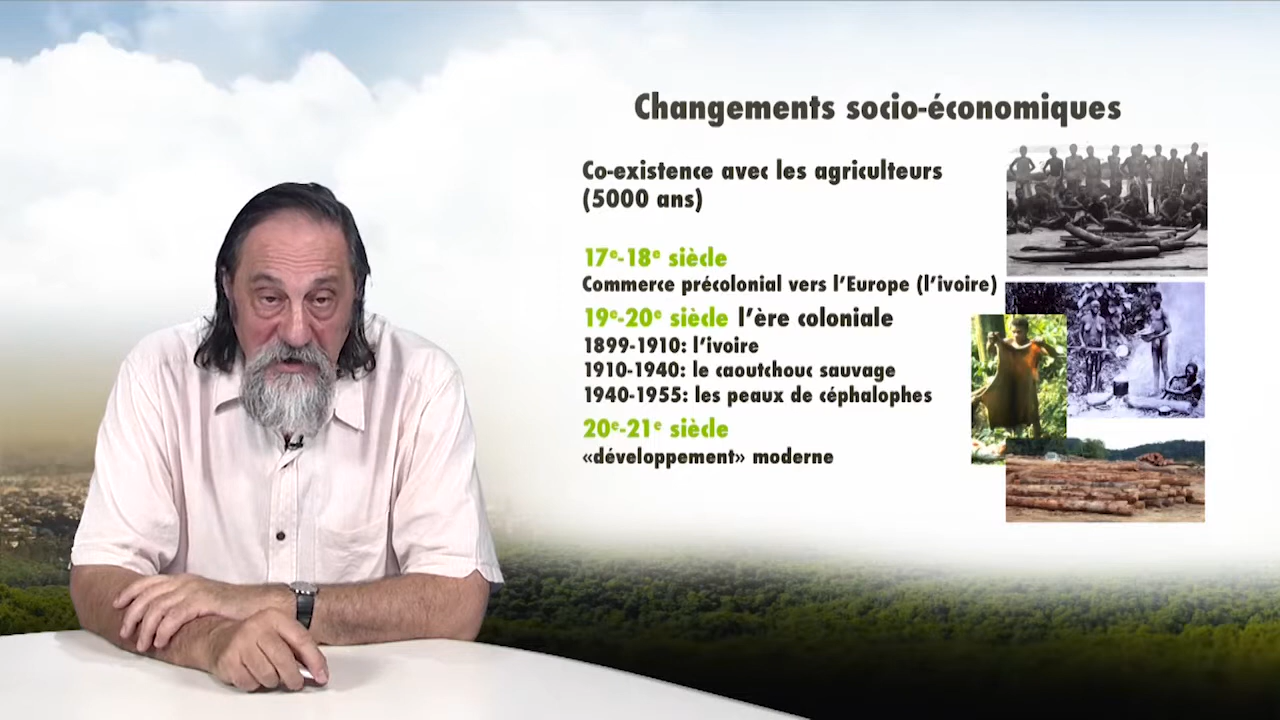 Changements socio-économiques
Co-existence avec les agriculteurs
(5000 ans)
17e-18e siècle
Commerce précolonial vers l'Europe (l'ivoire)
19e-20e siècle l'ère coloniale
1899-1910: l'ivoire
1910-1940: le caoutchouc sauvage
1940-1955: les peaux de céphalophes
20e-21e siècle
«développement» moderne